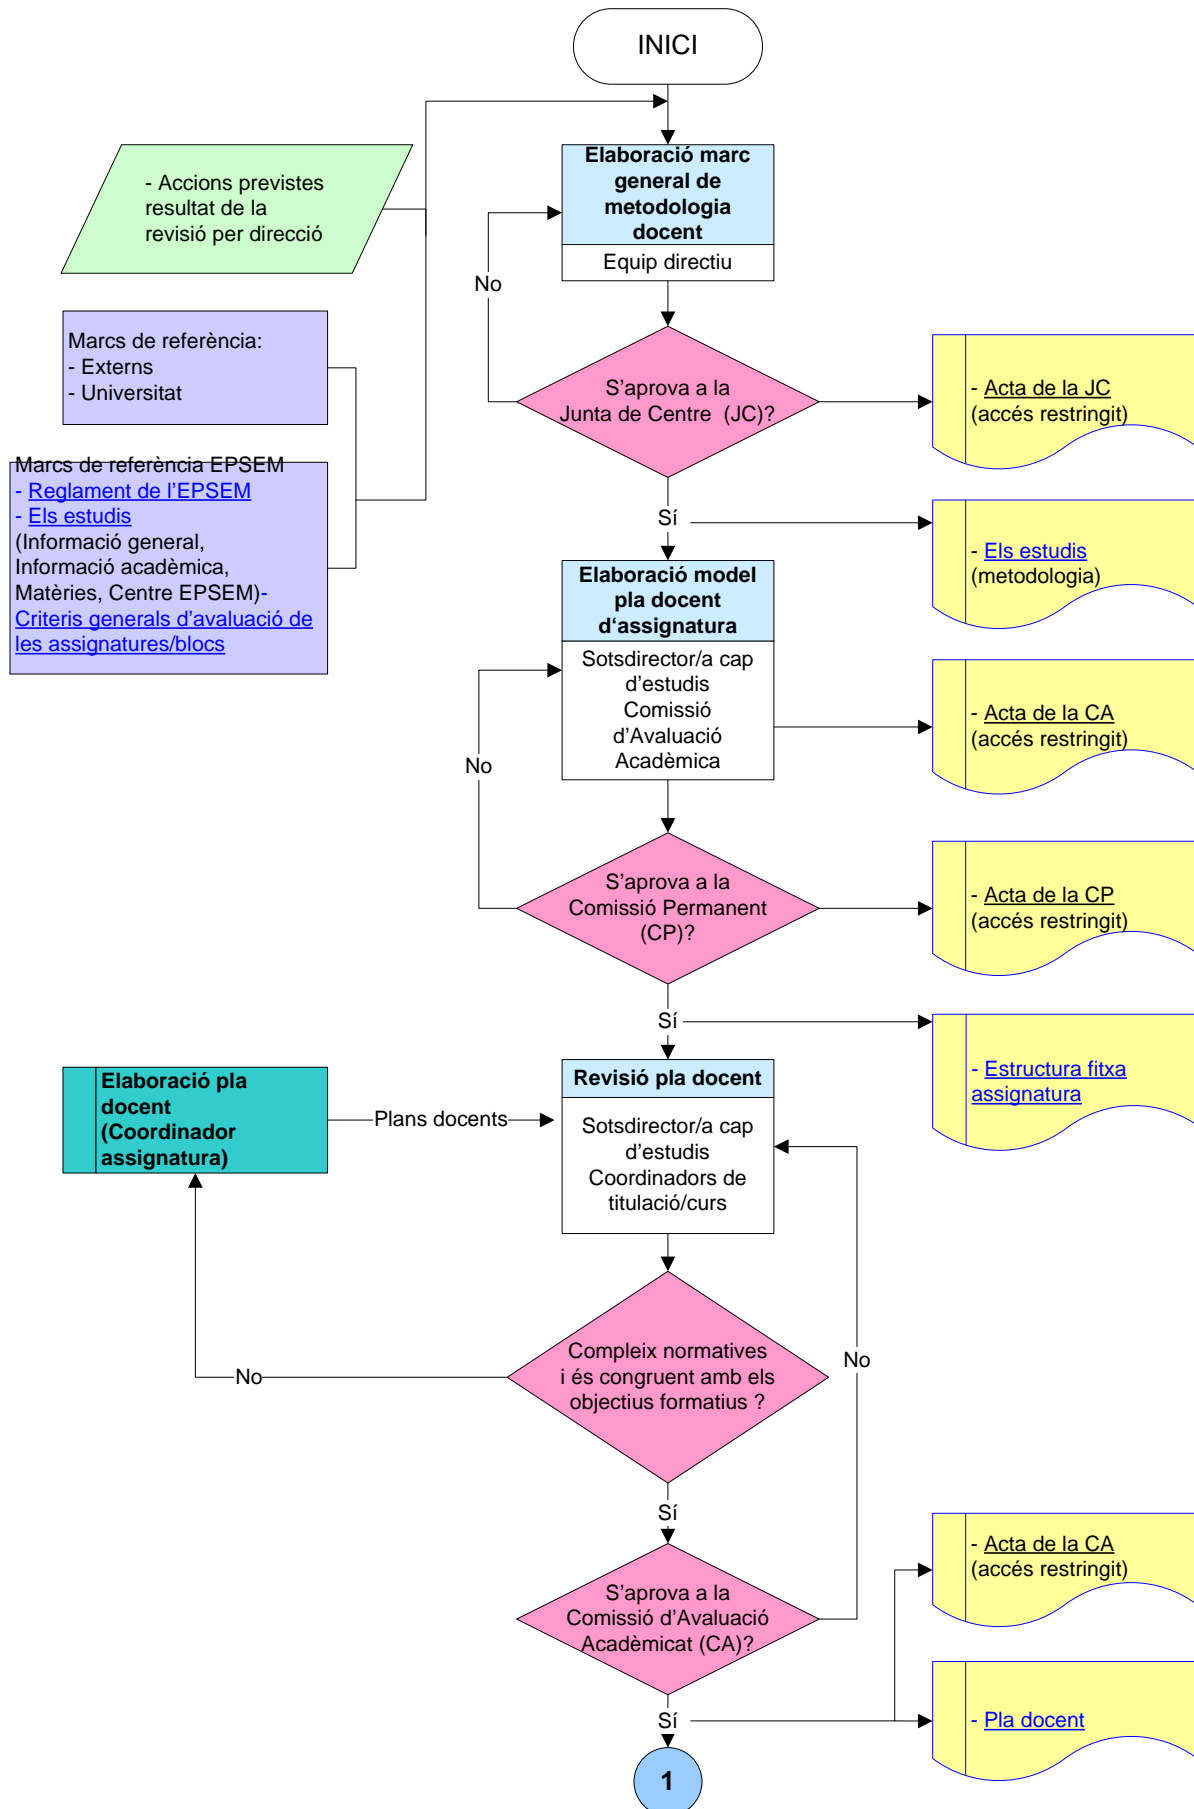 INICI
- Accions previstes
resultat de la
revisió per direcció
Elaboració marc
general de
metodologia
docent
Equip directiu
No
Marcs de referència:
- Externs
- Universitat
S'aprova a la
Junta de Centre (JC)?
- Acta de la JC
(accés restringit)
Marcs de referència EPSEM
- Reglament de l'EPSEM
- Els estudis
(Informació general,
Informació acadèmica,
Matèries, Centre EPSEM)-
Criteris generals d'avaluació de
les assignatures/blocs
Sí
- Els estudis
(metodologia)
Elaboració model
pla docent
d'assignatura
Sotsdirector/a cap
d'estudis
Comissió
d'Avaluació
Acadèmica
- Acta de la CA
(accés restringit)
No
S'aprova a la
Comissió Permanent
(CP)?
- Acta de la CP
(accés restringit)
Sí
- Estructura fitxa
assignatura
Elaboració pla
docent
(Coordinador
assignatura)
Plans docents
Revisió pla docent
Sotsdirector/a cap
d'estudis
Coordinadors de
titulació/curs
Compleix normatives
i és congruent amb els
objectius formatius ?
No
No
Sí
S'aprova a la
Comissió d'Avaluació
Acadèmicat (CA)?
- Acta de la CA
(accés restringit)
Sí
- Pla docent
1